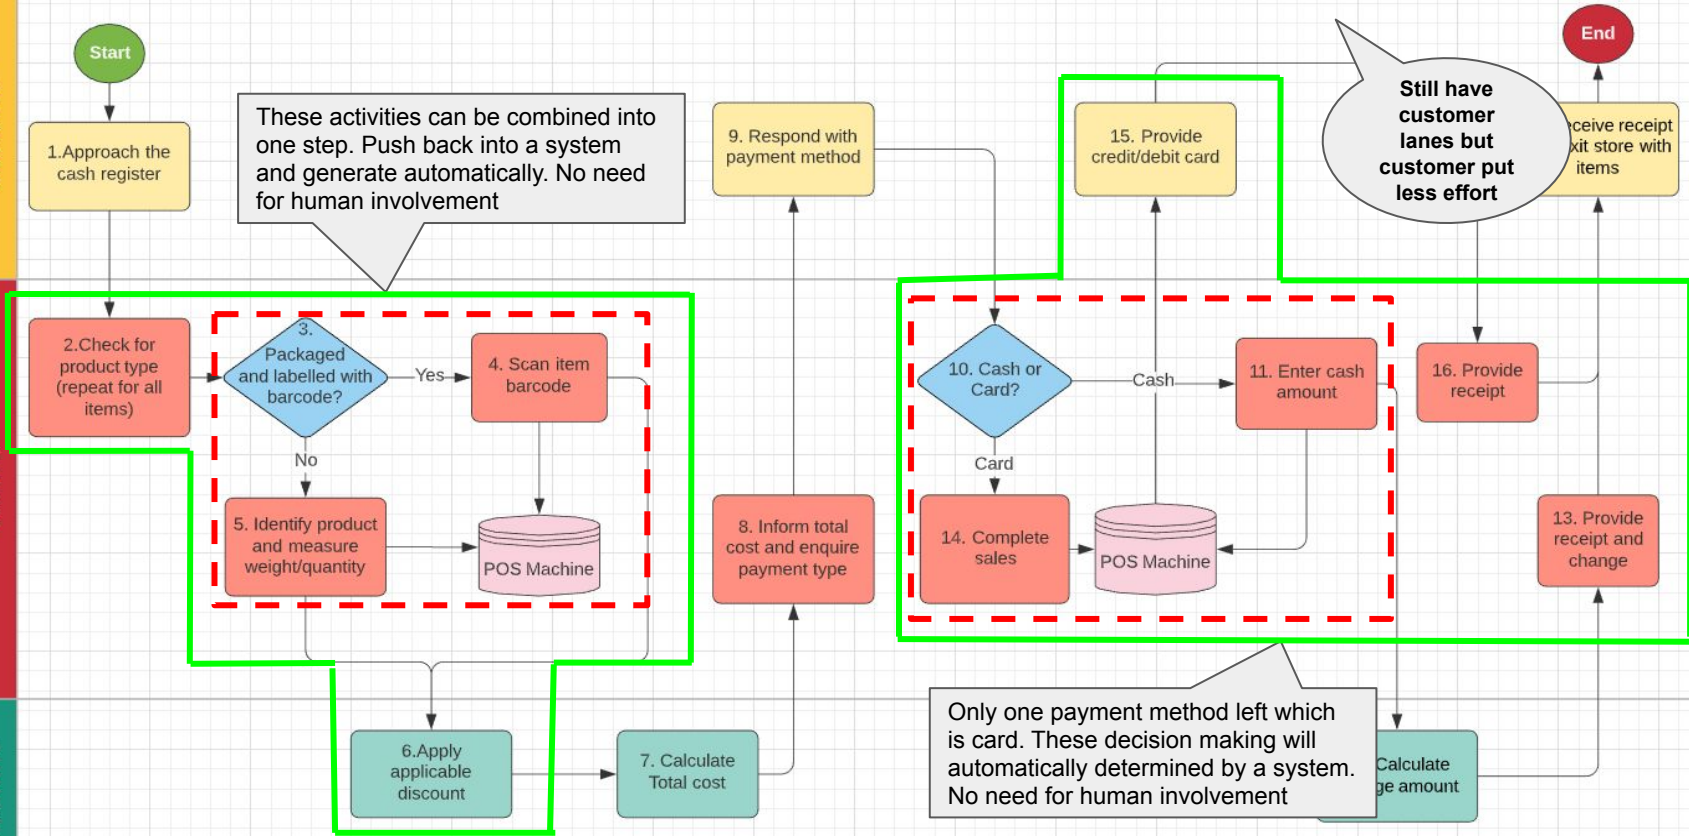 Start
1.Approach the
cash register
These activities can be combined into
one step. Push back into a system
and generate automatically. No need
for human involvement
9. Respond with
payment method
15. Provide
credit/debit card
Still have
customer
lanes but
customer put
less effort
End
receipt
store with
items
2.Check for
product type
(repeat for all
items)
3.
Packaged
and labelled with
barcode?
Yes
4. Scan item
barcode
No
5. Identify product
and measure
weight/quantity
POS Machine
6.Apply
applicable
discount
7. Calculate
Total cost
8. Inform total
cost and enquire
payment type
10. Cash or
Card?
Cash
11. Enter cash
amount
Card
14. Complete
sales
POS Machine
16. Provide
receipt
13. Provide
receipt and
change
Only one payment method left which
is card. These decision making will
automatically determined by a system.
No need for human involvement
Calculate
amount